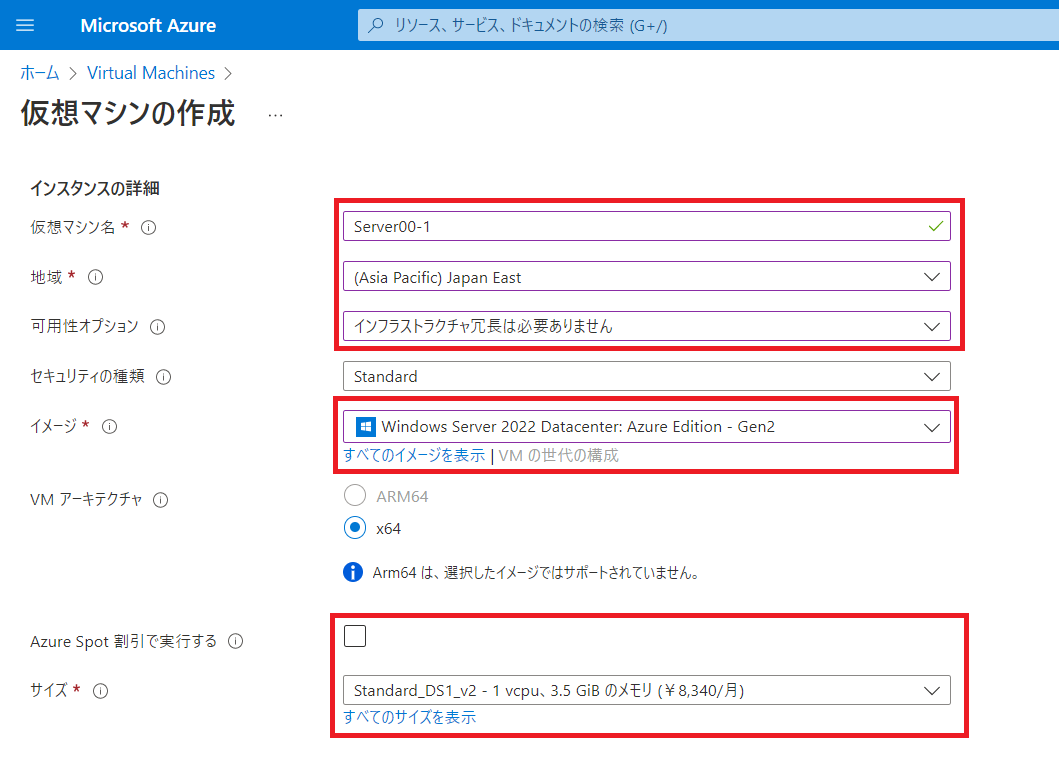 Microsoft Azure
リソース、サービス、ドキュメントの検索 (G+/)
ホーム > Virtual Machines >
仮想マシンの作成 …
インスタンスの詳細
仮想マシン名 * Server00-1
地域 * (Asia Pacific) Japan East
可用性オプション インフラストラクチャ冗長は必要ありません
セキュリティの種類 Standard
イメージ * Windows Server 2022 Datacenter: Azure Edition - Gen2
すべてのイメージを表示 | VM の世代の構成
VM アーキテクチャ ARM64
x64
Arm64 は、選択したイメージではサポートされていません。
Azure Spot 割引で実行する
サイズ * Standard_DS1_v2 - 1 vcpu、3.5 GiB のメモリ (¥8,340/月)
すべてのサイズを表示